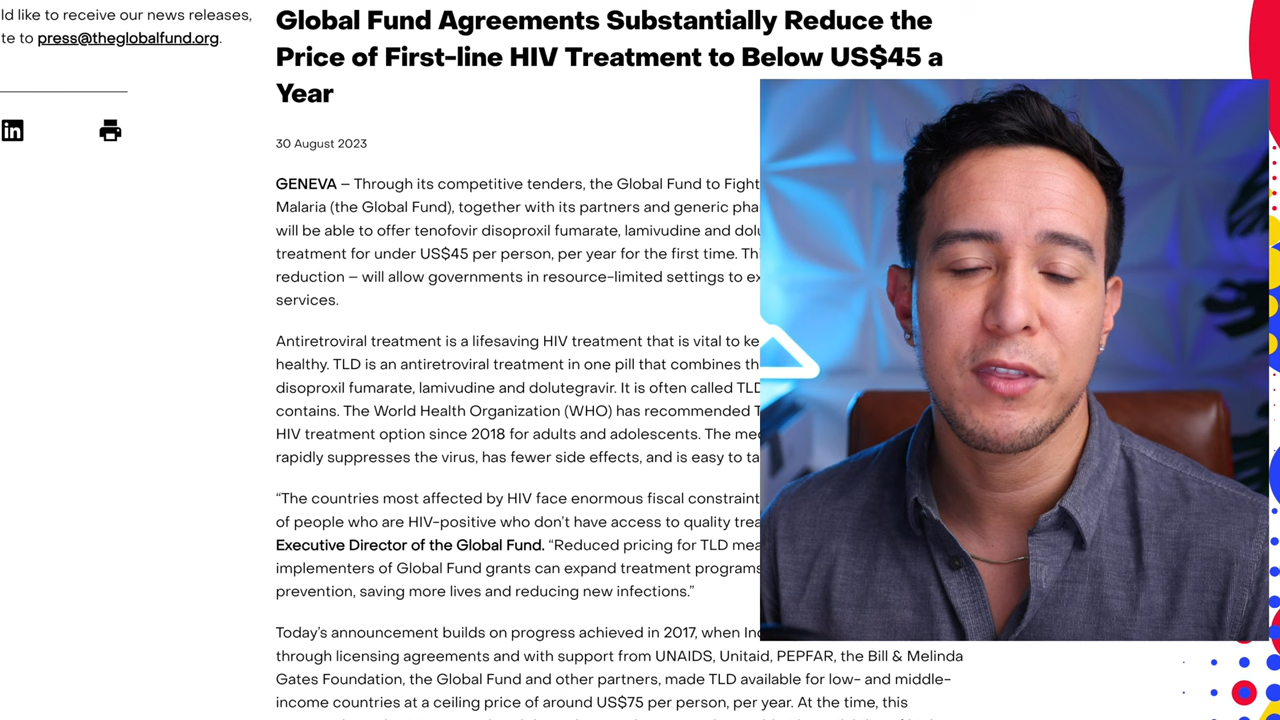 ld like to receive our news releases,
te to press@theglobalfund.org.
in
Global Fund Agreements Substantially Reduce the
Price of First-line HIV Treatment to Below US$45 a
Year
30 August 2023
GENEVA – Through its competitive tenders, the Global Fund to Fight
Malaria (the Global Fund), together with its partners and generic pha
will be able to offer tenofovir disoproxil fumarate, lamivudine and dolu
treatment for under US$45 per person, per year for the first time. Th
reduction – will allow governments in resource-limited settings to ex
services.
Antiretroviral treatment is a lifesaving HIV treatment that is vital to ke
healthy. TLD is an antiretroviral treatment in one pill that combines th
disoproxil fumarate, lamivudine and dolutegravir. It is often called TLD
contains. The World Health Organization (WHO) has recommended T
HIV treatment option since 2018 for adults and adolescents. The med
rapidly suppresses the virus, has fewer side effects, and is easy to ta
“The countries most affected by HIV face enormous fiscal constraint
of people who are HIV-positive who don’t have access to quality trea
Executive Director of the Global Fund. “Reduced pricing for TLD mea
implementers of Global Fund grants can expand treatment programs
prevention, saving more lives and reducing new infections.”
Today’s announcement builds on progress achieved in 2017, when Ind
through licensing agreements and with support from UNAIDS, Unitaid, PEPFAR, the Bill & Melinda
Gates Foundation, the Global Fund and other partners, made TLD available for low- and middle-
income countries at a ceiling price of around US$75 per person, per year. At the time, this